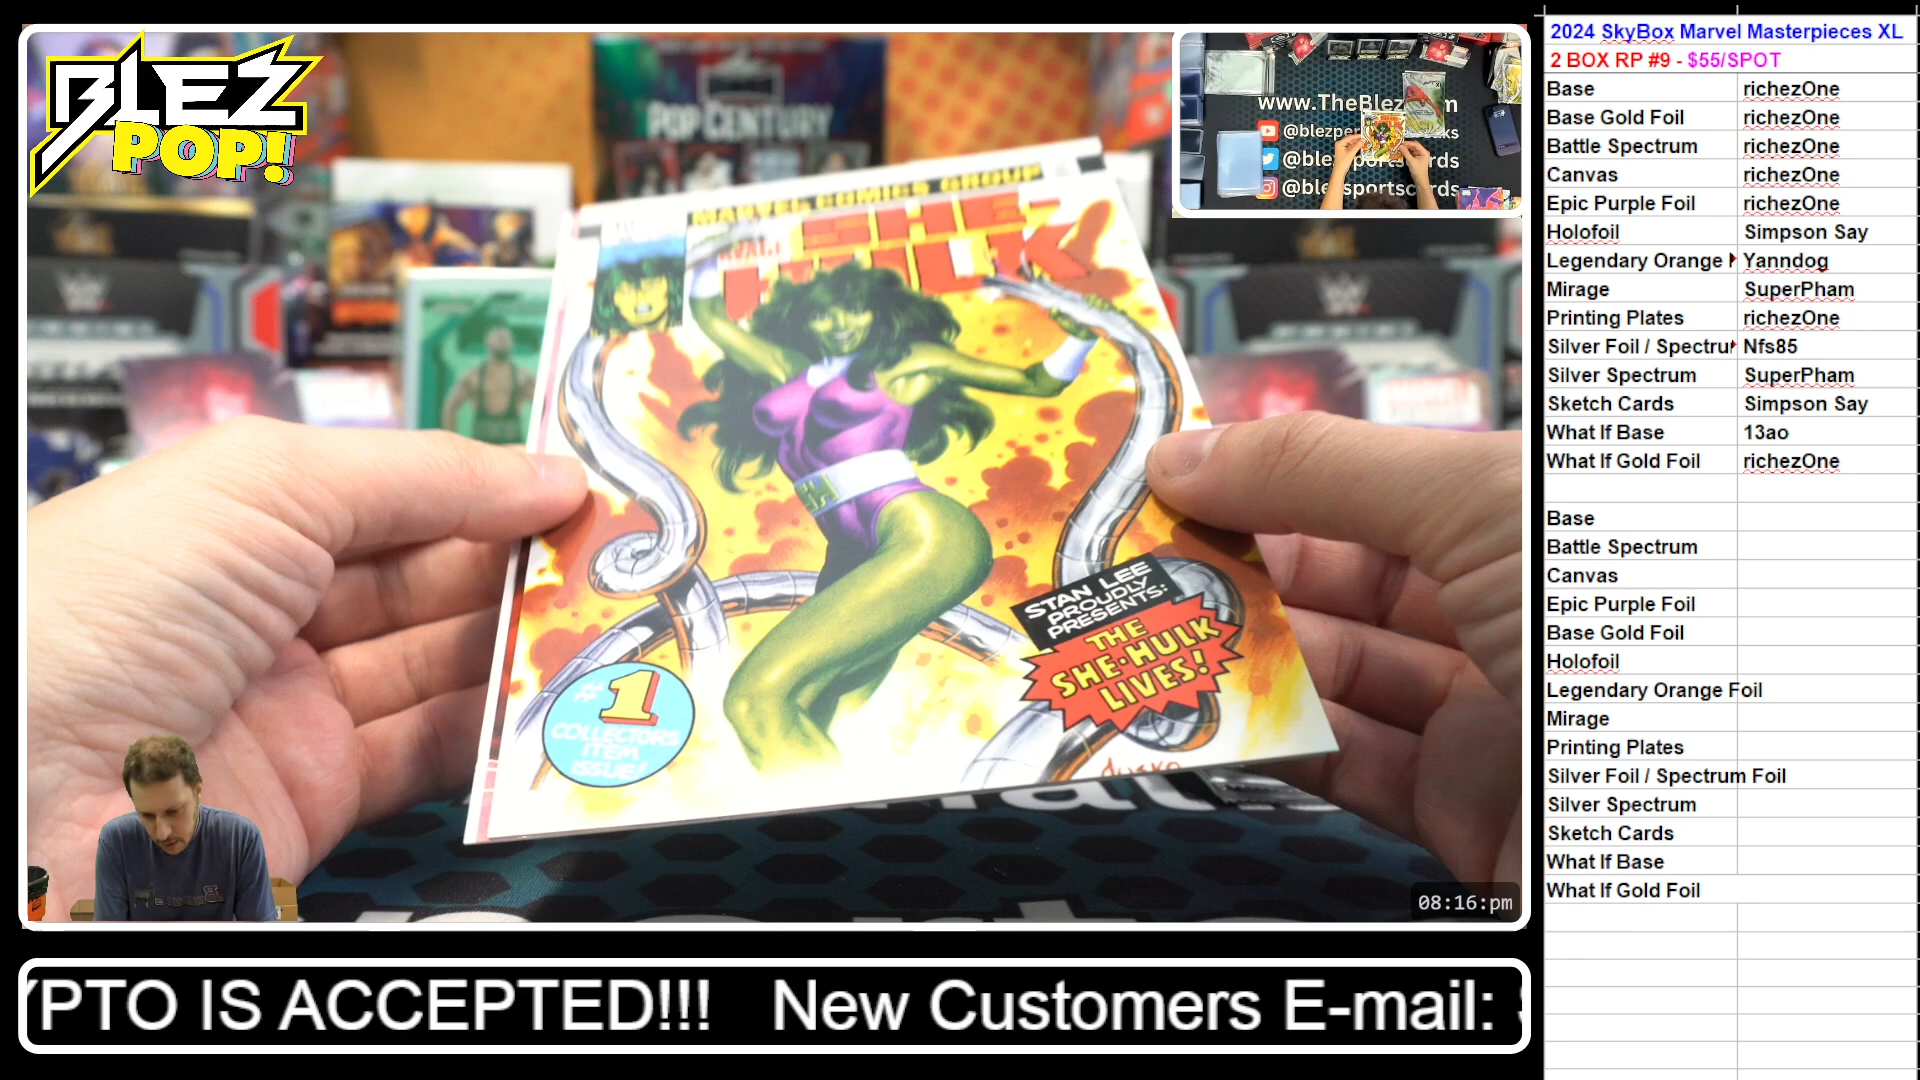 BLEZ
POP!
POP CENTURY
MARVEL COMICS GROUP
SHE-
HULK!
STAN LEE
PROUDLY
PRESENTS:
THE
SHE-HULK
LIVES!
#1
COLLECTORS
ITEM
ISSUE!
08:16:pm
www.TheBlez
@blezpe
@blezsportscards
@blezsportscards
YPTO IS ACCEPTED!!! New Customers E-mail:
2024 SkyBox Marvel Masterpieces XL
2 BOX RP #9 - $55/SPOT
Base richezOne
Base Gold Foil richezOne
Battle Spectrum richezOne
Canvas richezOne
Epic Purple Foil richezOne
Holofoil Simpson Say
Legendary Orange Yanndog
Mirage SuperPham
Printing Plates richezOne
Silver Foil / Spectru Nfs85
Silver Spectrum SuperPham
Sketch Cards Simpson Say
What If Base 13ao
What If Gold Foil richezOne
Base
Battle Spectrum
Canvas
Epic Purple Foil
Base Gold Foil
Holofoil
Legendary Orange Foil
Mirage
Printing Plates
Silver Foil / Spectrum Foil
Silver Spectrum
Sketch Cards
What If Base
What If Gold Foil